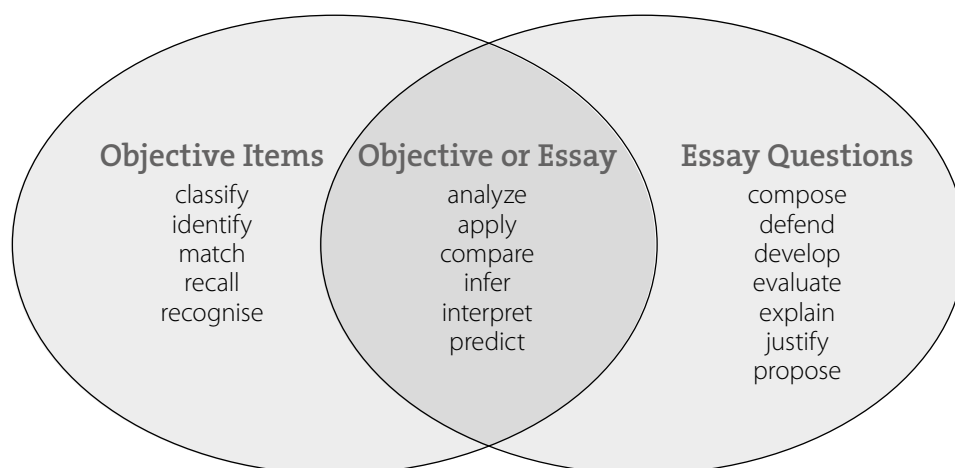 Objective Items
classify
identify
match
recall
recognise
Objective or Essay
analyze
apply
compare
infer
interpret
predict
Essay Questions
compose
defend
develop
evaluate
explain
justify
propose